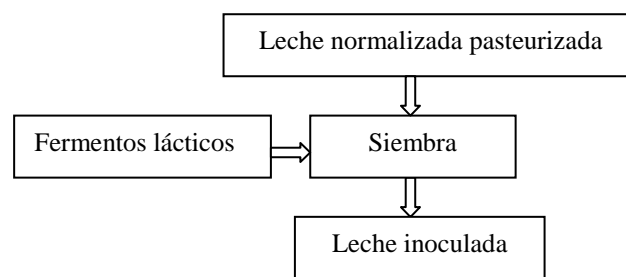 Leche normalizada pasteurizada
Fermentos lácticos
Siembra
Leche inoculada